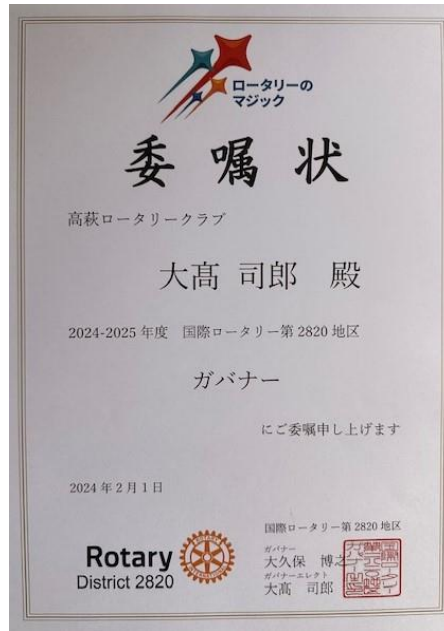 ロータリーの
マジック
委嘱状
高萩ロータリークラブ
大髙 司郎 殿
2024-2025 年度 国際ロータリー第 2820 地区
ガバナー
にご委嘱申し上げます
2024 年 2 月 1 日
国際ロータリー第 2820 地区
ガバナー
大久保 博之
ガバナーエレクト
大髙 司郎
Rotary
District 2820